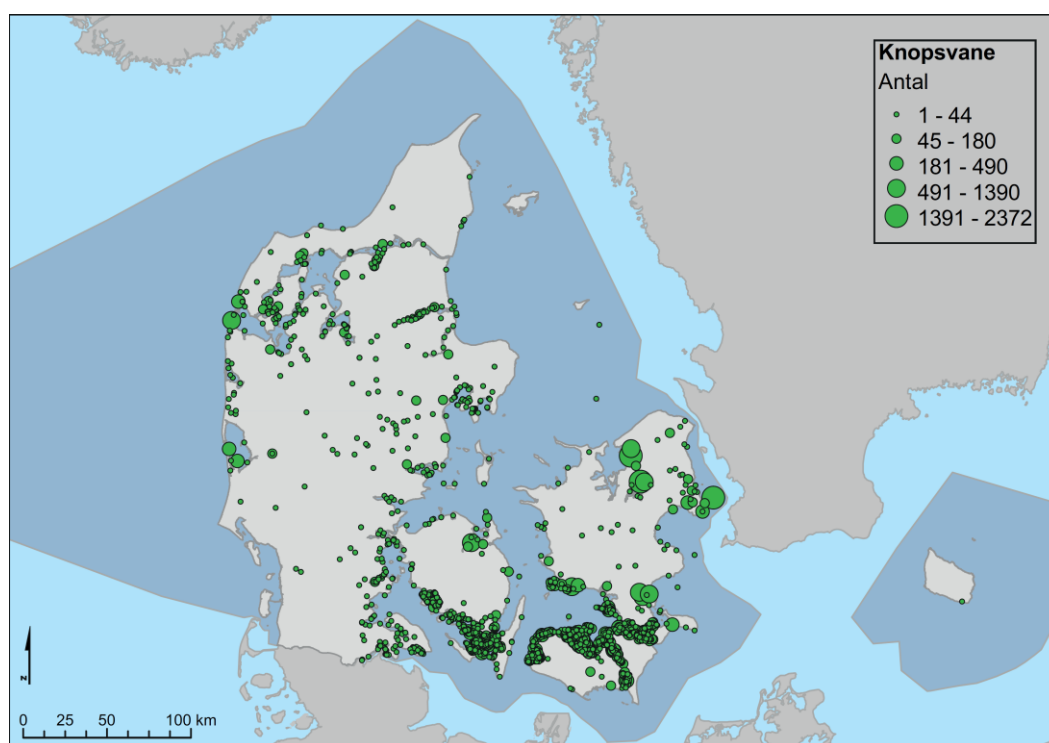 Knopsvane
Antal
1 - 44
45 - 180
181 - 490
491 - 1390
1391 - 2372
z
0 25 50 100 km